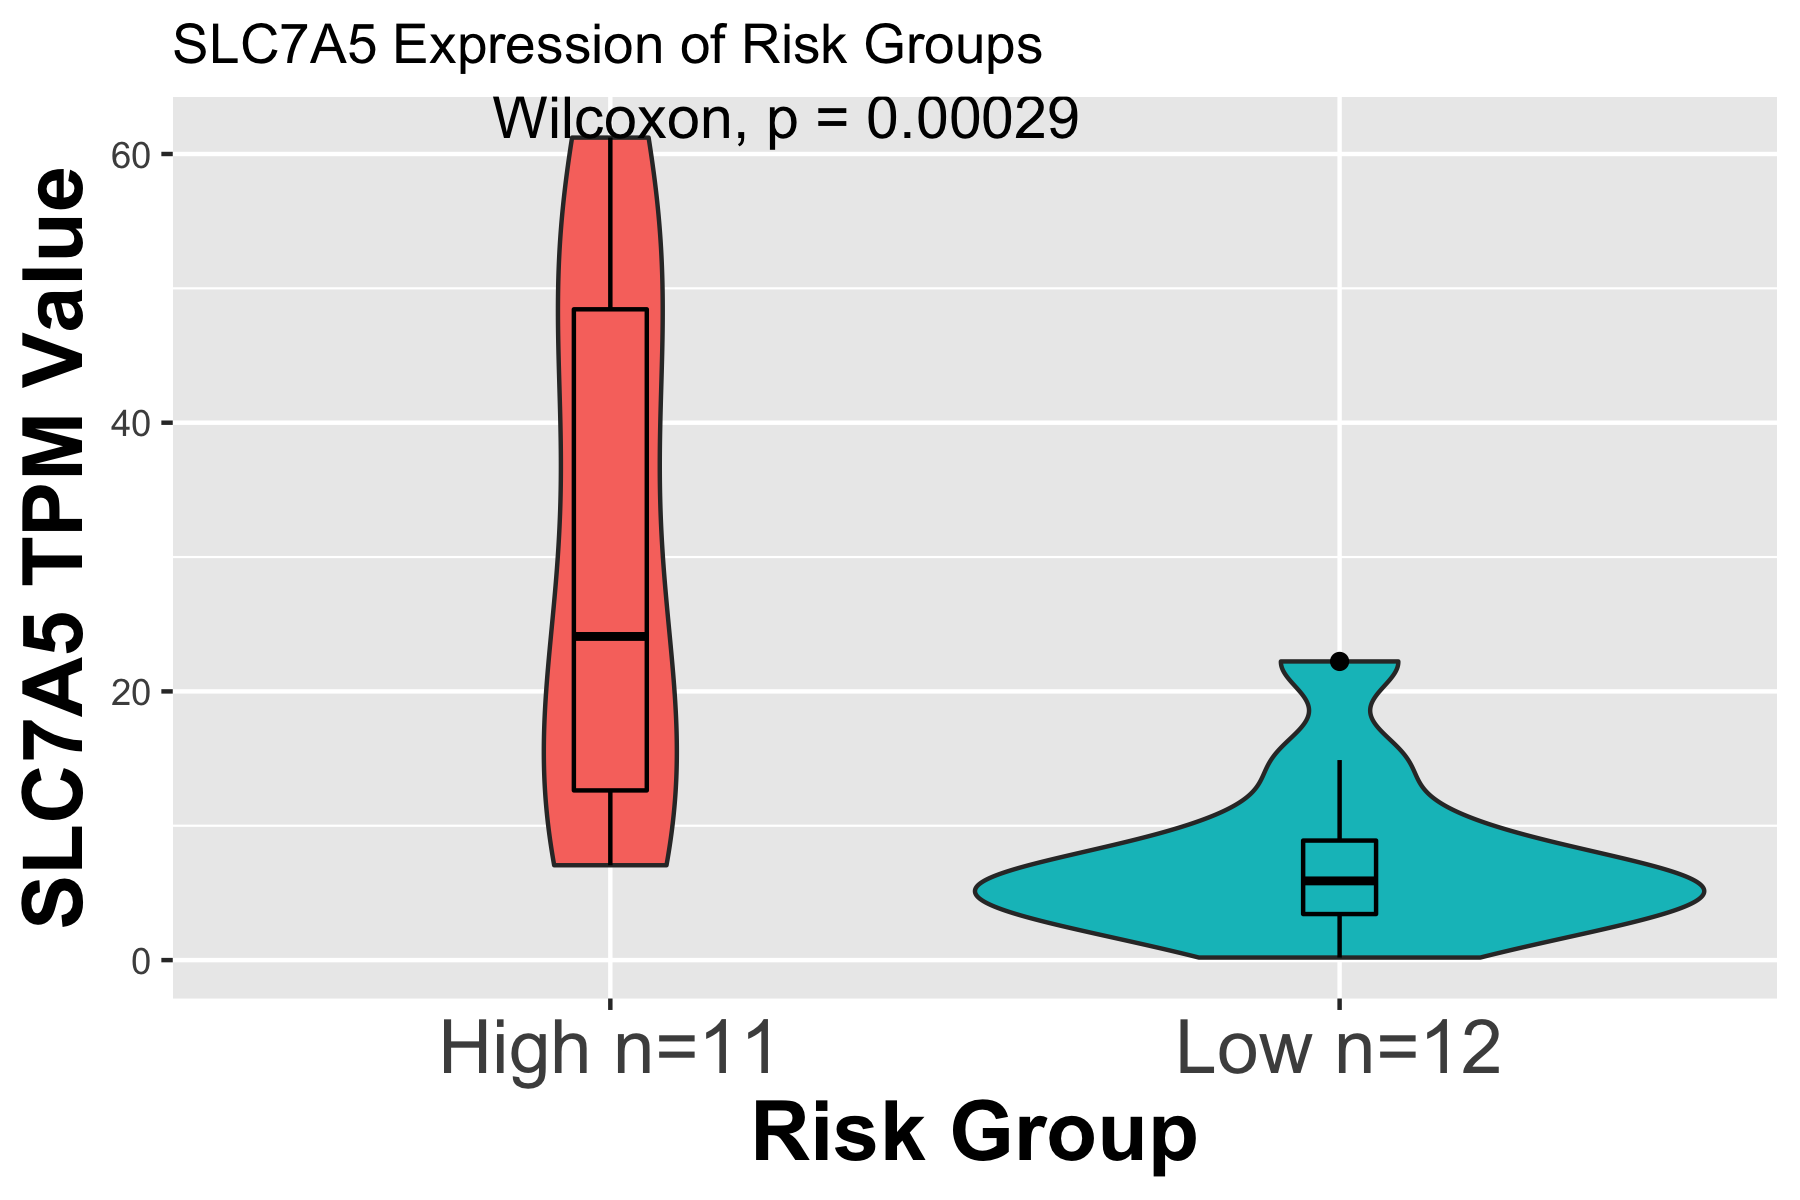 SLC7A5 Expression of Risk Groups
Wilcoxon, p = 0.00029
SLC7A5 TPM Value
60
40
20
0
High n=11
Low n=12
Risk Group